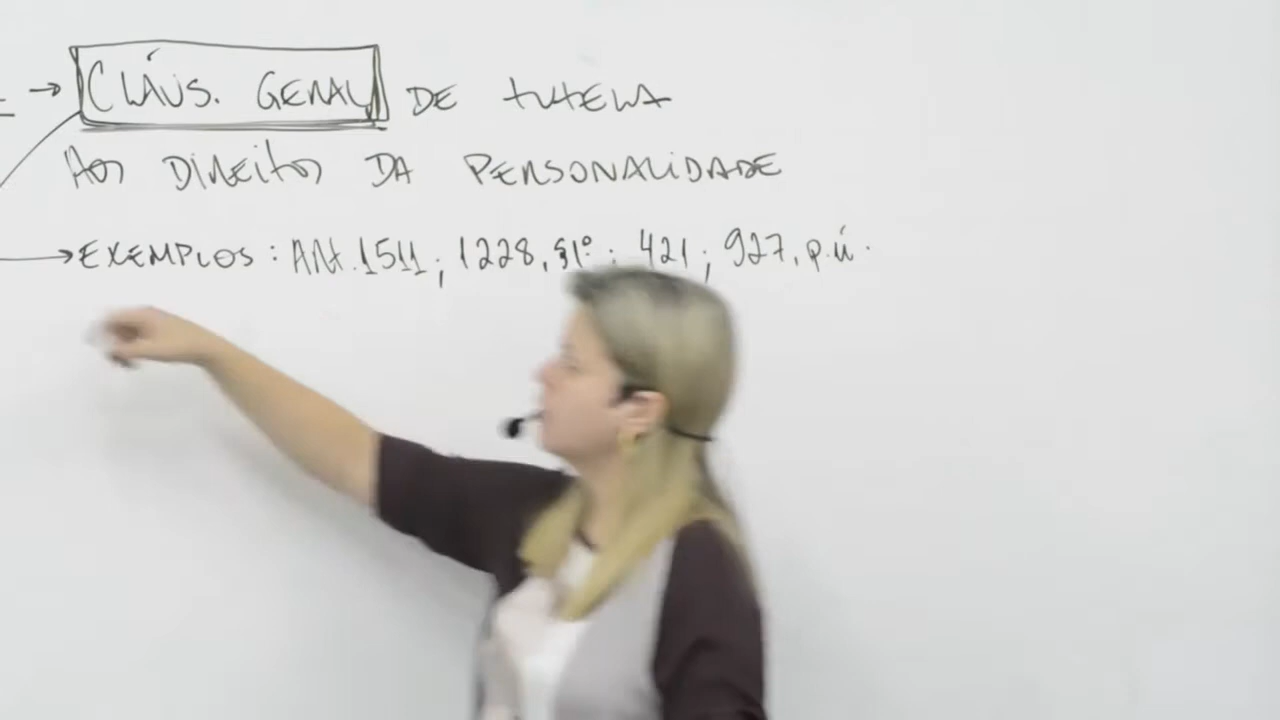 → CLÁUS. GERAL DE TUTELA
AOS DIREITOS DA PERSONALIDADE
→ EXEMPLOS: ART. 1511; 1228, §1º; 421; 927, p.ú.